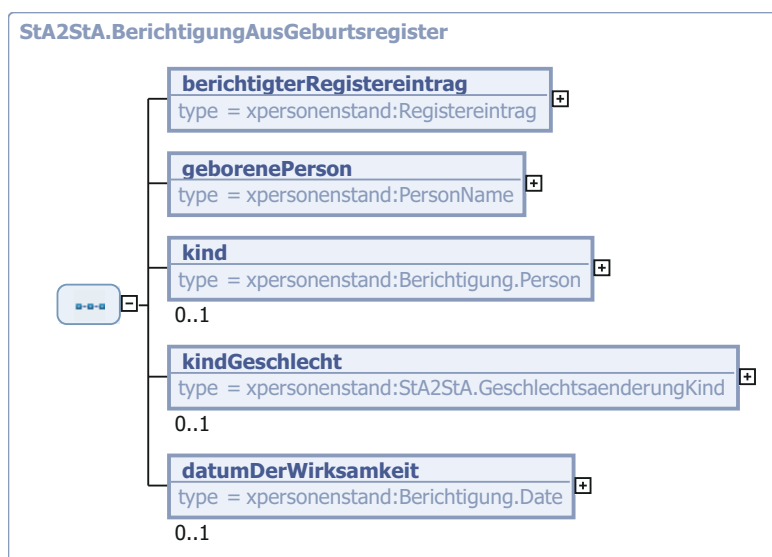 StA2StA.BerichtigungAusGeburtsregister
berichtigterRegistereintrag
type = xpersonenstand:Registereintrag
geborenePerson
type = xpersonenstand:PersonName
kind
type = xpersonenstand:Berichtigung.Person
0..1
kindGeschlecht
type = xpersonenstand:StA2StA.GeschlechtsaenderungKind
0..1
datumDerWirksamkeit
type = xpersonenstand:Berichtigung.Date
0..1